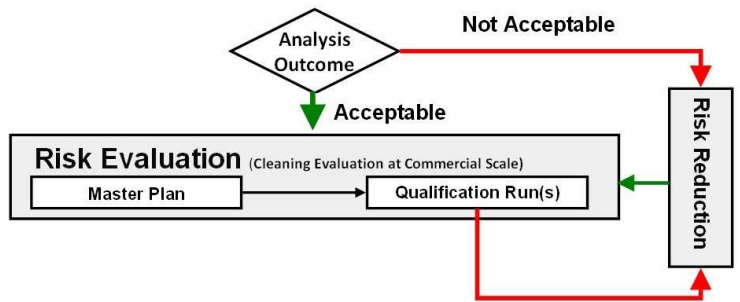 Not Acceptable
Analysis
Outcome
Acceptable
Risk Evaluation (Cleaning Evaluation at Commercial Scale)
Master Plan
Qualification Run(s)
Risk Reduction